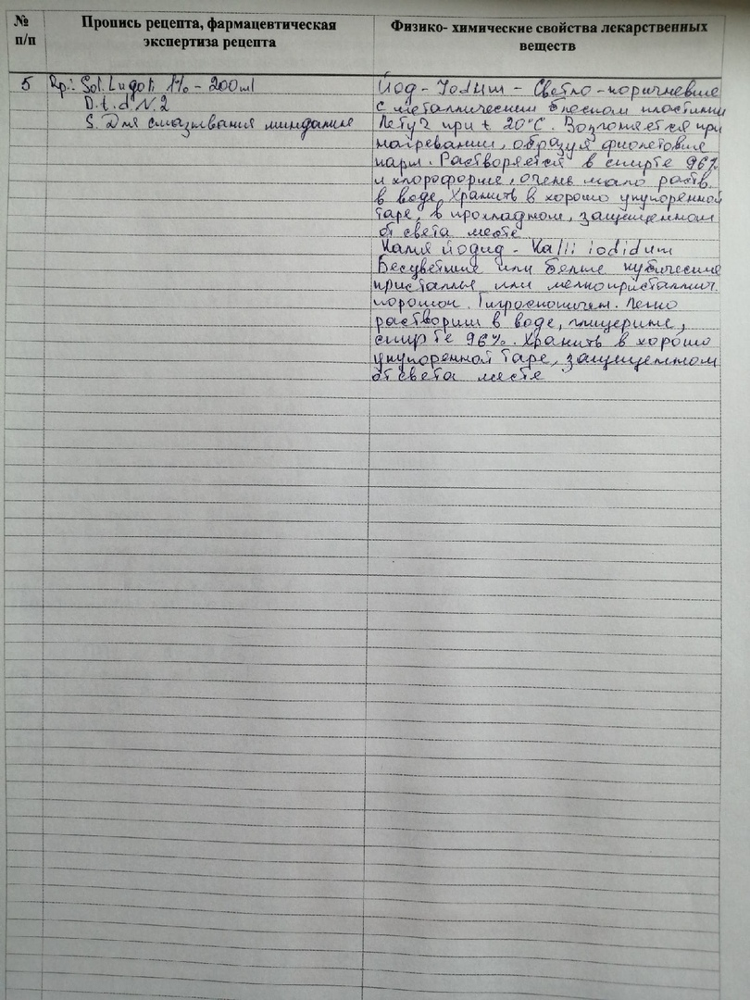 №
п/п
Пропись рецепта, фармацевтическая
экспертиза рецепта
Физико- химические свойства лекарственных
веществ
5
Rp.: Sol. Lugoli 1% - 200ml
D.t.d. N.2
S. Для смазывания миндалин
Йод - Iodum - Светло-коричневые
с металлическим блеском пластинки
Летуч при t 20°C. Возгоняется при
нагревании, образуя фиолетовые
пары. Растворяется в спирте 96%
и хлороформе, очень мало раств.
в воде. Хранить в хорошо укупоренной
таре, в прохладном, защищенном
от света месте
Калия йодид - Kalii iodidum
Бесцветные или белые кубические
кристаллы или мелкокристаллич.
порошок. Гигроскопичен. Легко
растворим в воде, глицерине,
спирте 96%. Хранить в хорошо
укупоренной таре, защищенном
от света месте